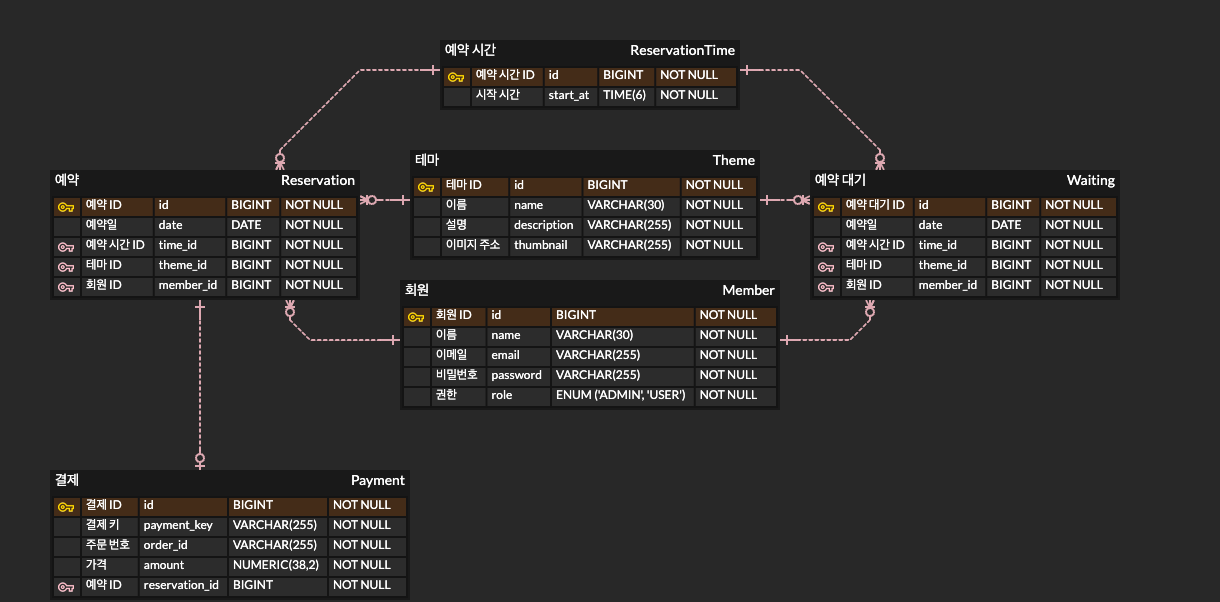 예약 시간 ReservationTime
예약 시간 ID id BIGINT NOT NULL
시작 시간 start_at TIME(6) NOT NULL
테마 Theme
테마 ID id BIGINT NOT NULL
이름 name VARCHAR(30) NOT NULL
설명 description VARCHAR(255) NOT NULL
이미지 주소 thumbnail VARCHAR(255) NOT NULL
예약 Reservation
예약 ID id BIGINT NOT NULL
예약일 date DATE NOT NULL
예약 시간 ID time_id BIGINT NOT NULL
테마 ID theme_id BIGINT NOT NULL
회원 ID member_id BIGINT NOT NULL
예약 대기 Waiting
예약 대기 ID id BIGINT NOT NULL
예약일 date DATE NOT NULL
예약 시간 ID time_id BIGINT NOT NULL
테마 ID theme_id BIGINT NOT NULL
회원 ID member_id BIGINT NOT NULL
회원 Member
회원 ID id BIGINT NOT NULL
이름 name VARCHAR(30) NOT NULL
이메일 email VARCHAR(255) NOT NULL
비밀번호 password VARCHAR(255) NOT NULL
권한 role ENUM ('ADMIN', 'USER') NOT NULL
결제 Payment
결제 ID id BIGINT NOT NULL
결제 키 payment_key VARCHAR(255) NOT NULL
주문 번호 order_id VARCHAR(255) NOT NULL
가격 amount NUMERIC(38,2) NOT NULL
예약 ID reservation_id BIGINT NOT NULL